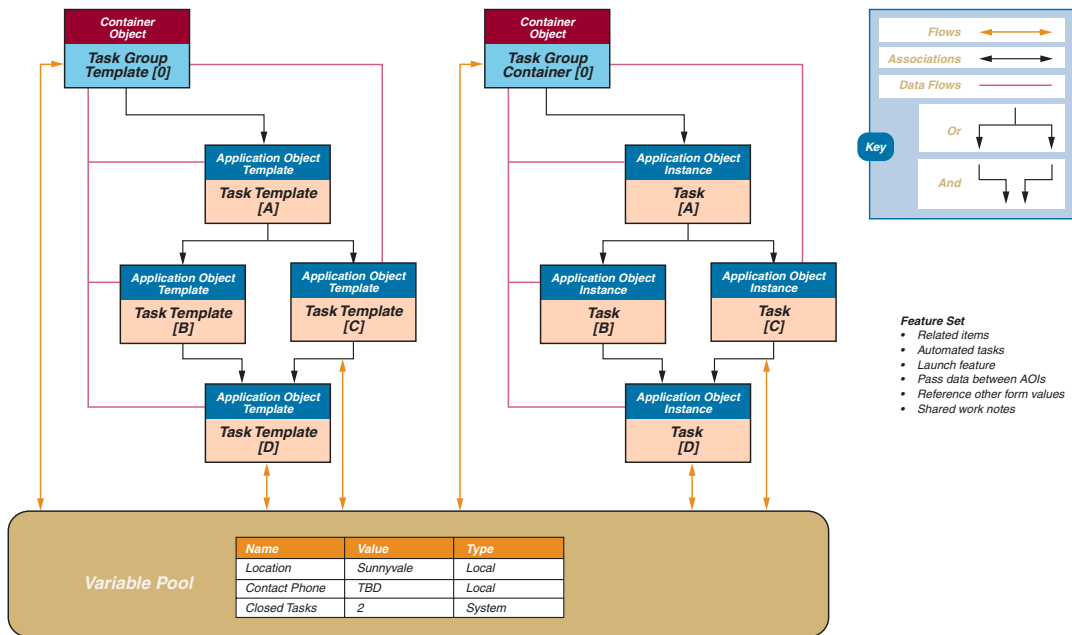 Container
Object
Task Group
Template [0]
Application Object
Template
Task Template
[A]
Application Object
Template
Task Template
[B]
Application Object
Template
Task Template
[C]
Application Object
Template
Task Template
[D]
Container
Object
Task Group
Container [0]
Application Object
Instance
Task
[A]
Application Object
Instance
Task
[B]
Application Object
Instance
Task
[C]
Application Object
Instance
Task
[D]
Key
Flows
Associations
Data Flows
Or
And
Feature Set
• Related items
• Automated tasks
• Launch feature
• Pass data between AOIs
• Reference other form values
• Shared work notes
Variable Pool
Name Value Type
Location Sunnyvale Local
Contact Phone TBD Local
Closed Tasks 2 System